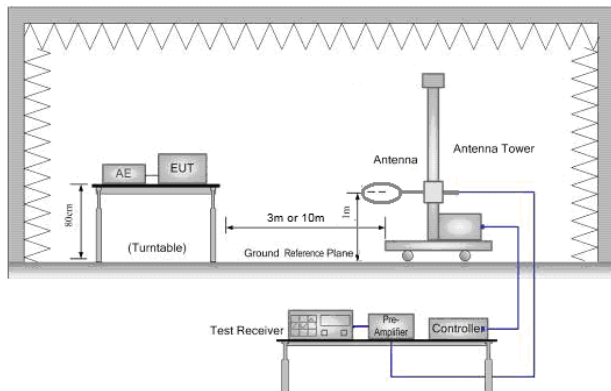 Antenna
Antenna Tower
AE
EUT
80cm
(Turntable)
3m or 10m
1m
Ground Reference Plane
Test Receiver
Pre-
Amplifier
Controller